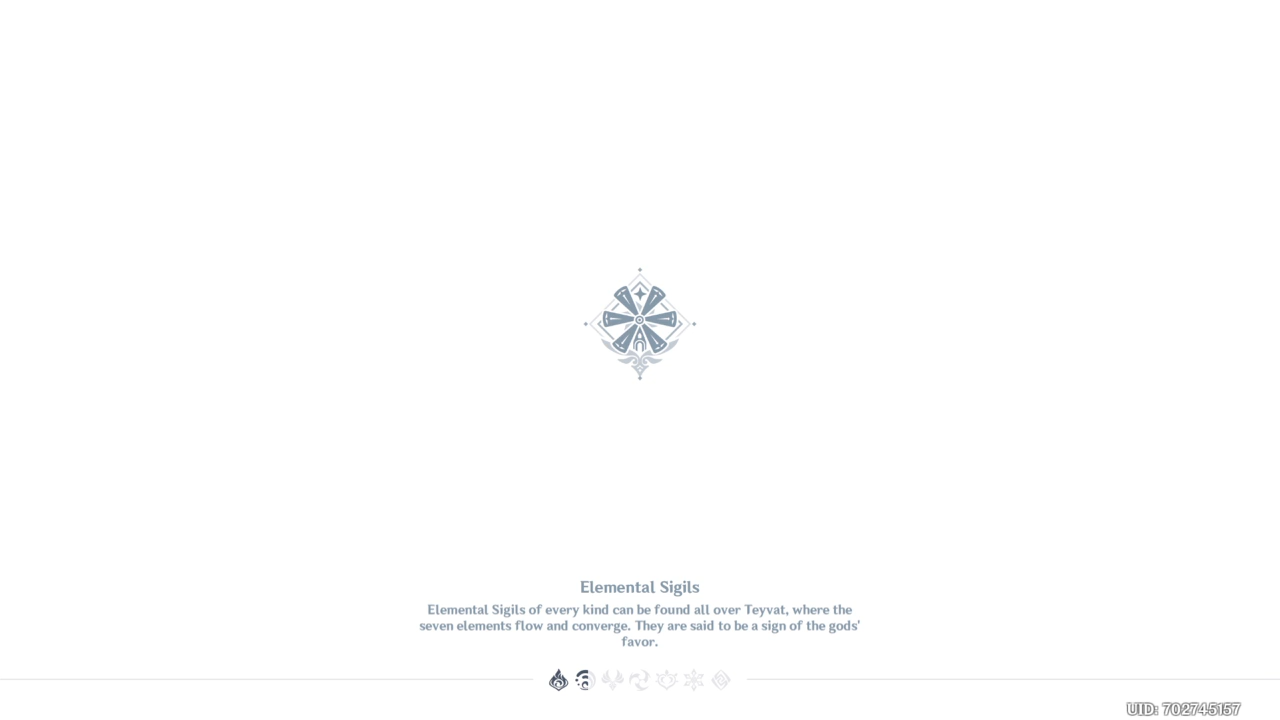 Elemental Sigils
Elemental Sigils of every kind can be found all over Teyvat, where the
seven elements flow and converge. They are said to be a sign of the gods'
favor.
UID: 702745157